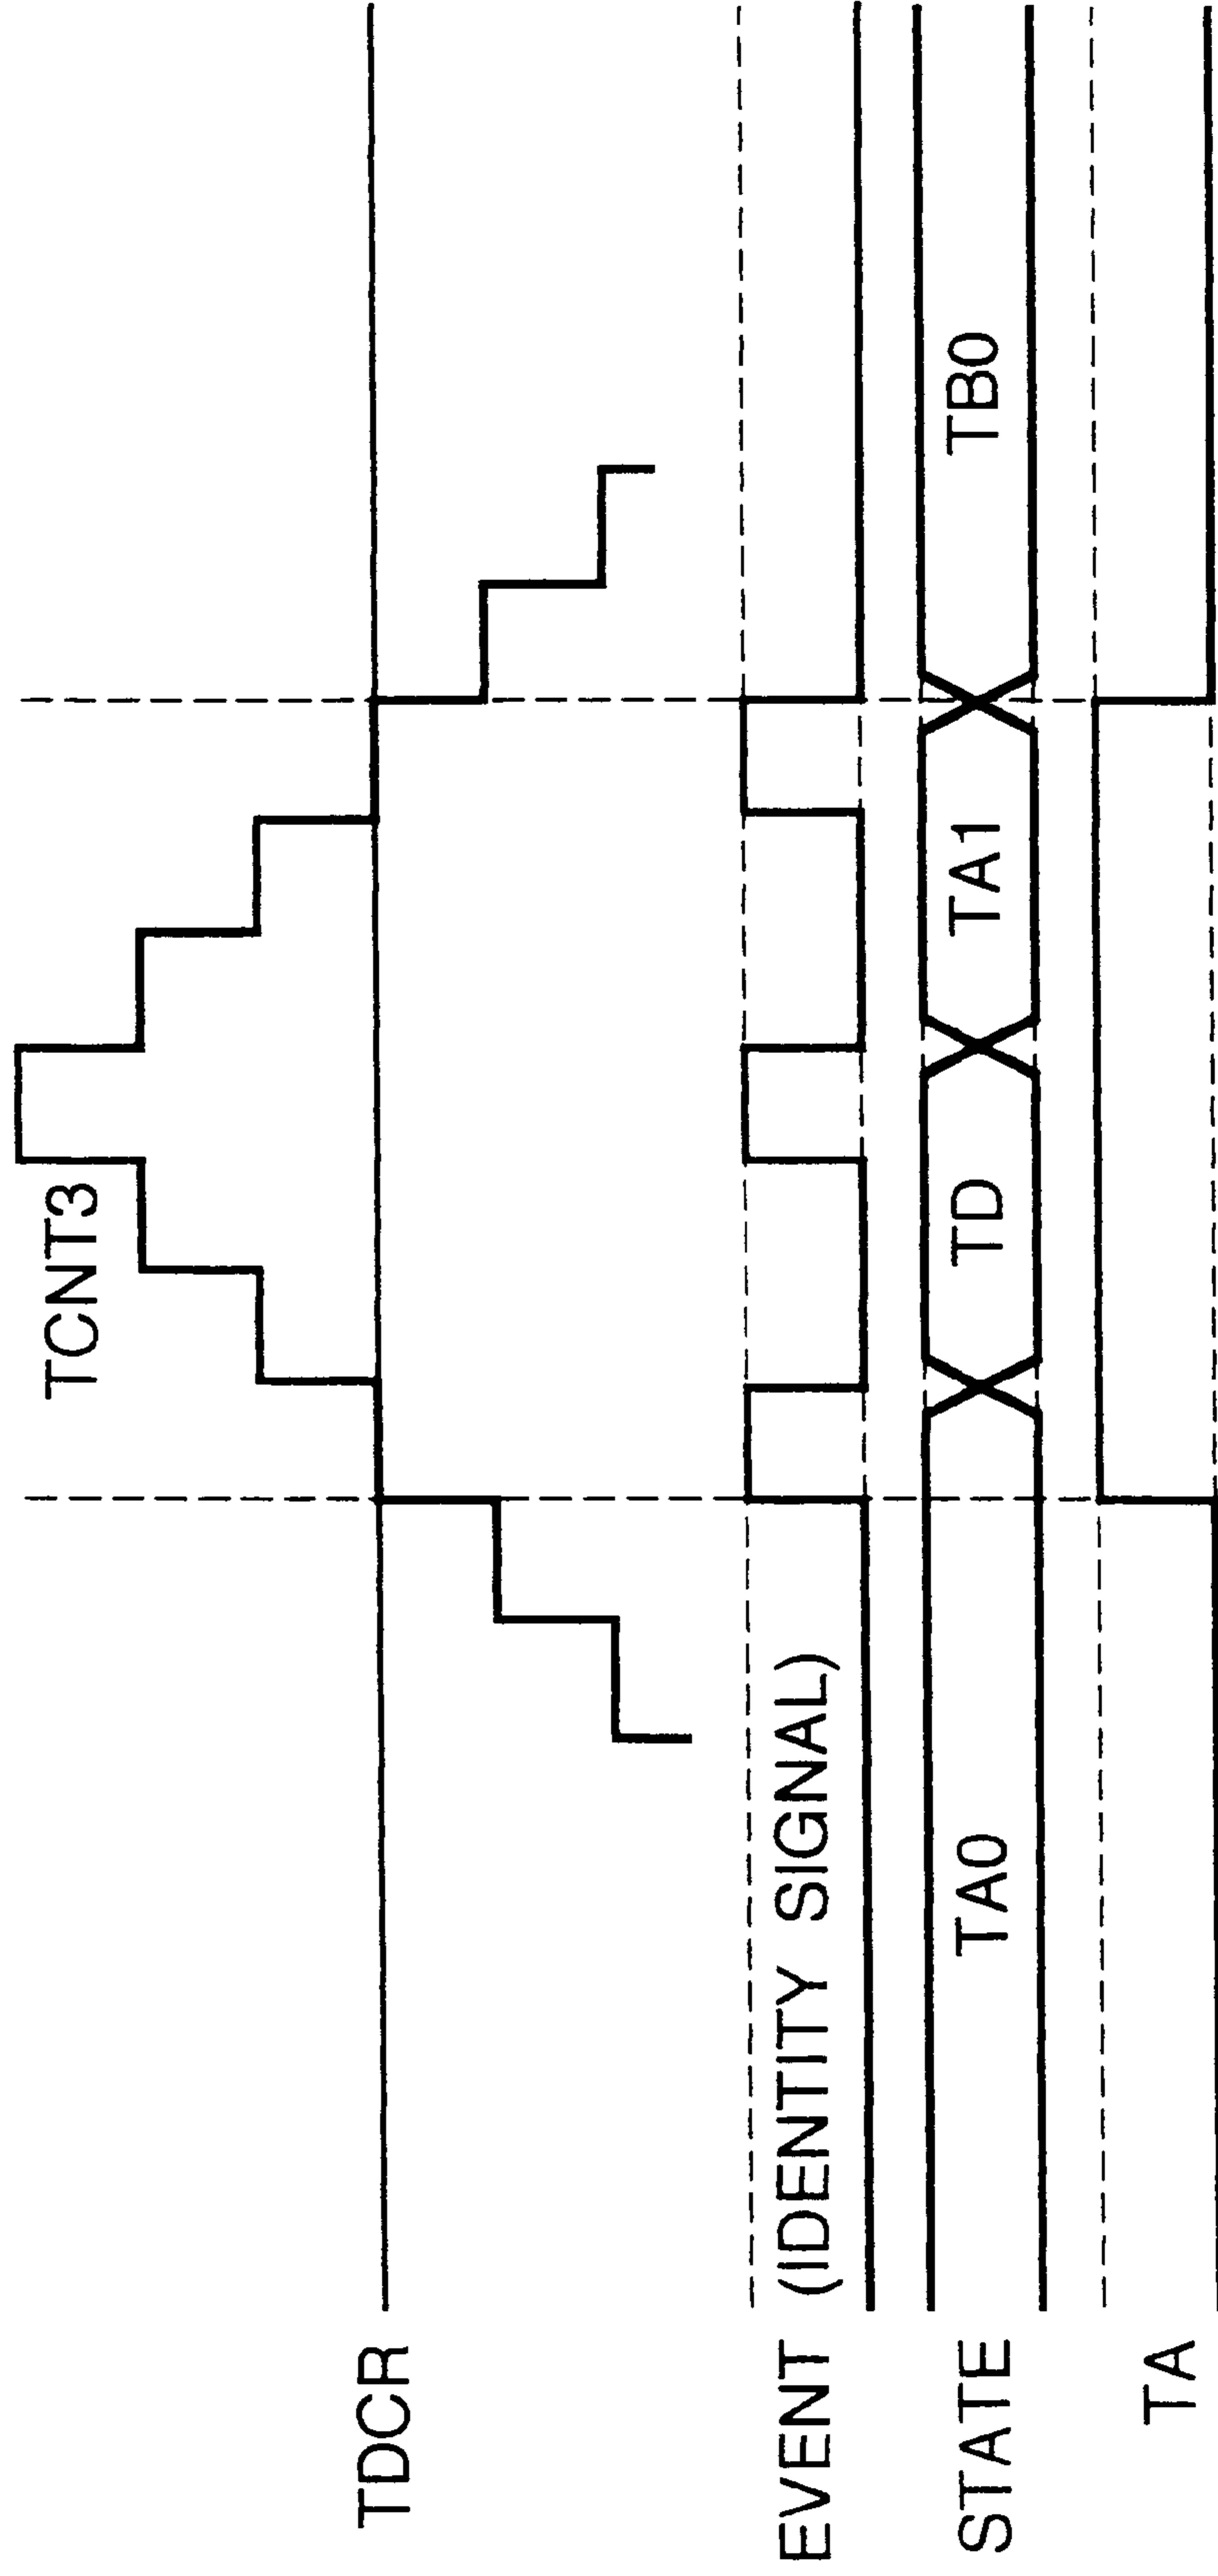 TCNT3
TDCR
EVENT (IDENTITY SIGNAL)
STATE TA0 TD TA1 TB0
TA